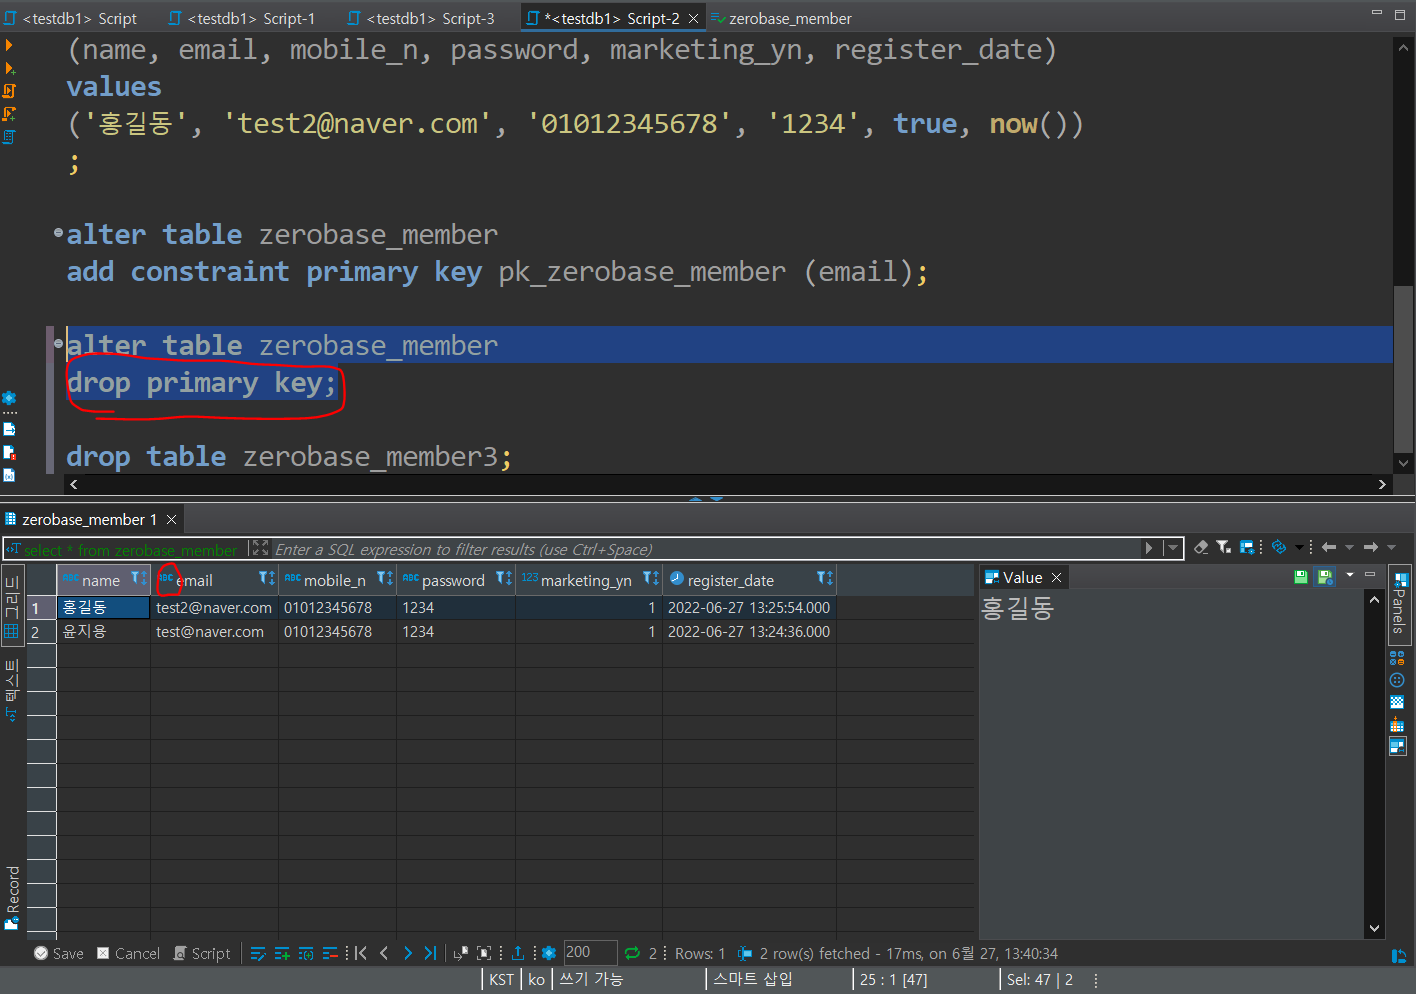 <testdb1> Script
<testdb1> Script-1
<testdb1> Script-3
*<testdb1> Script-2
zerobase_member
(name, email, mobile_n, password, marketing_yn, register_date)
values
('홍길동', 'test2@naver.com', '01012345678', '1234', true, now())
;
alter table zerobase_member
add constraint primary key pk_zerobase_member (email);
alter table zerobase_member
drop primary key;
drop table zerobase_member3;
zerobase_member 1
select * from zerobase_member
Enter a SQL expression to filter results (use Ctrl+Space)
그리드
텍스트
Record
ABC name ABC email ABC mobile_n ABC password 123 marketing_yn register_date
1 홍길동 test2@naver.com 01012345678 1234 1 2022-06-27 13:25:54.000
2 윤지용 test@naver.com 01012345678 1234 1 2022-06-27 13:24:36.000
Value
홍길동
Panels
Save Cancel Script 200 2 Rows: 1 2 row(s) fetched - 17ms, on 6월 27, 13:40:34
KST ko 쓰기 가능 스마트 삽입 25 : 1 [47] Sel: 47 | 2